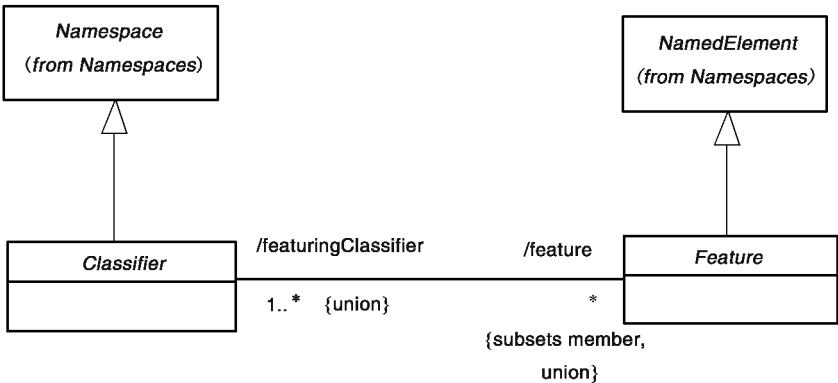 Namespace
(from Namespaces)
NamedElement
(from Namespaces)
Classifier
/featuringClassifier
/feature
Feature
1..* {union}
*
{subsets member,
union}